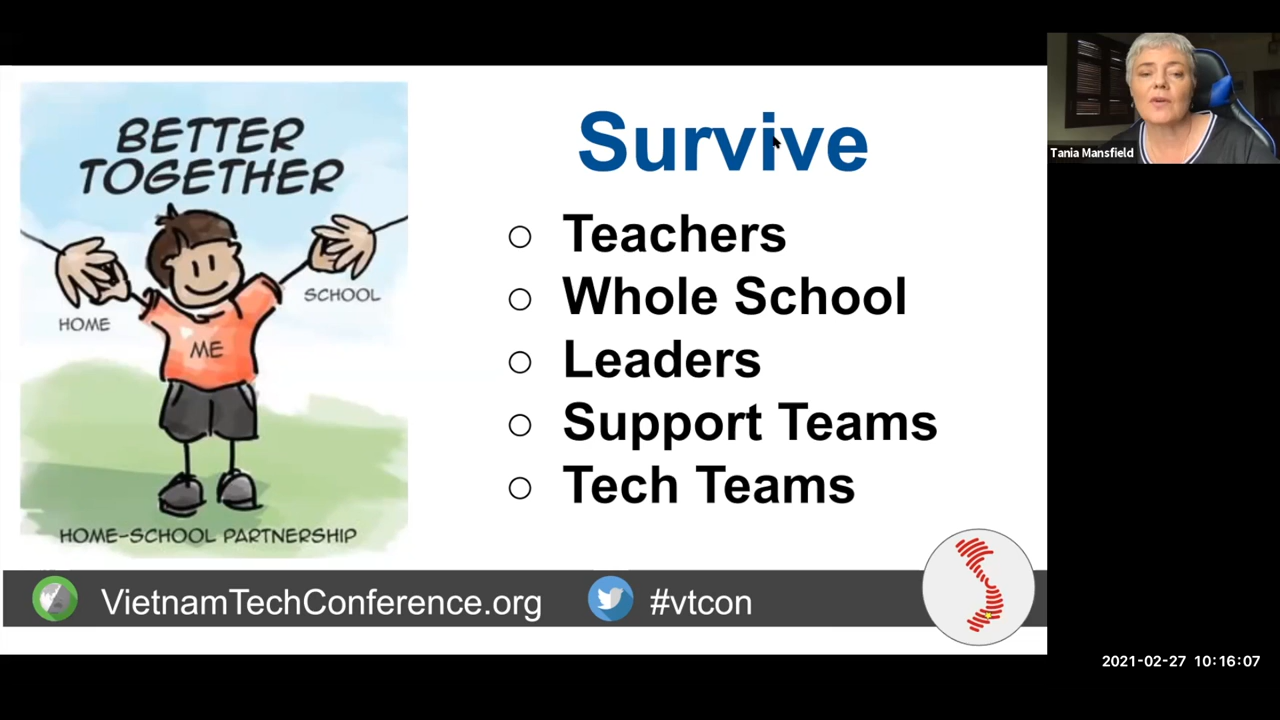 BETTER
TOGETHER
HOME
SCHOOL
ME
HOME-SCHOOL PARTNERSHIP
Survive
Teachers
Whole School
Leaders
Support Teams
Tech Teams
VietnamTechConference.org
#vtcon
Tania Mansfield
2021-02-27 10:16:07